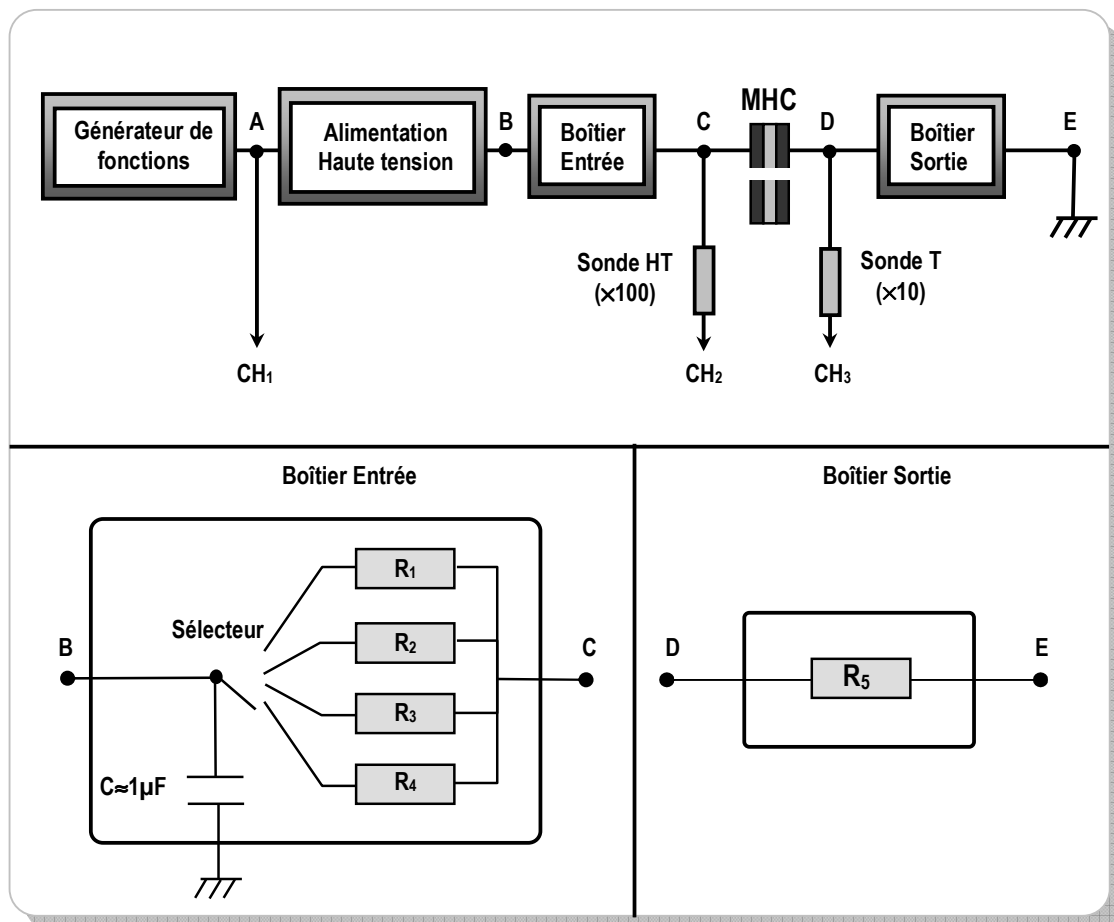 MHC
Générateur de
fonctions
A
Alimentation
Haute tension
B
Boîtier
Entrée
C
D
Boîtier
Sortie
E
Sonde HT
(×100)
Sonde T
(×10)
CH₁
CH₂
CH₃
Boîtier Entrée
Boîtier Sortie
R₁
Sélecteur
R₂
B
C
R₃
C≈1µF
R₄
D
R₅
E